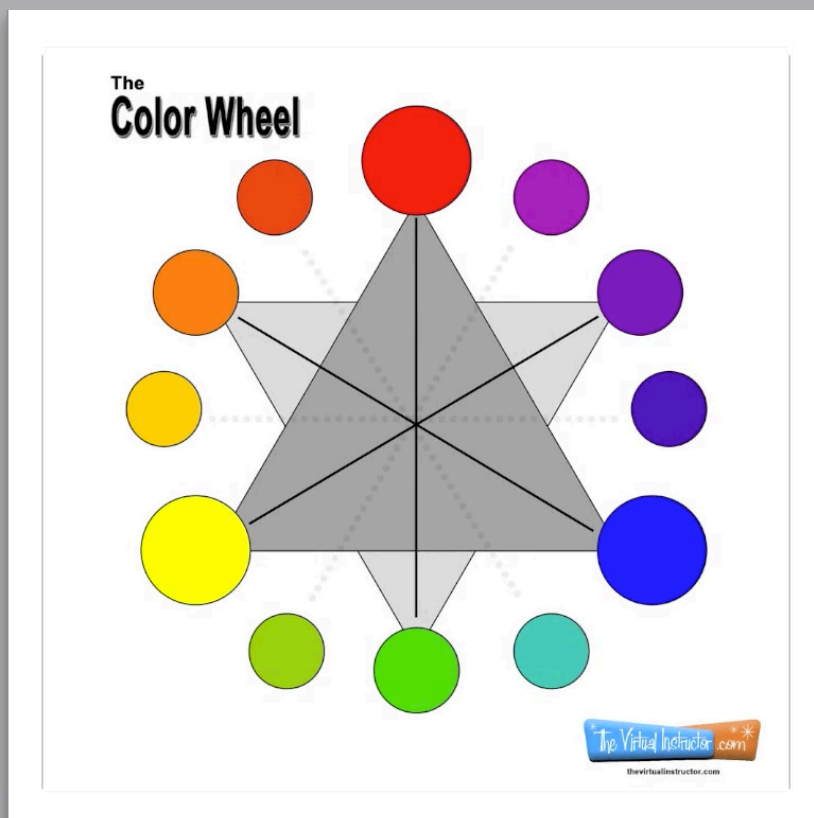 The
Color Wheel
The Virtual Instructor .com
thevirtualinstructor.com